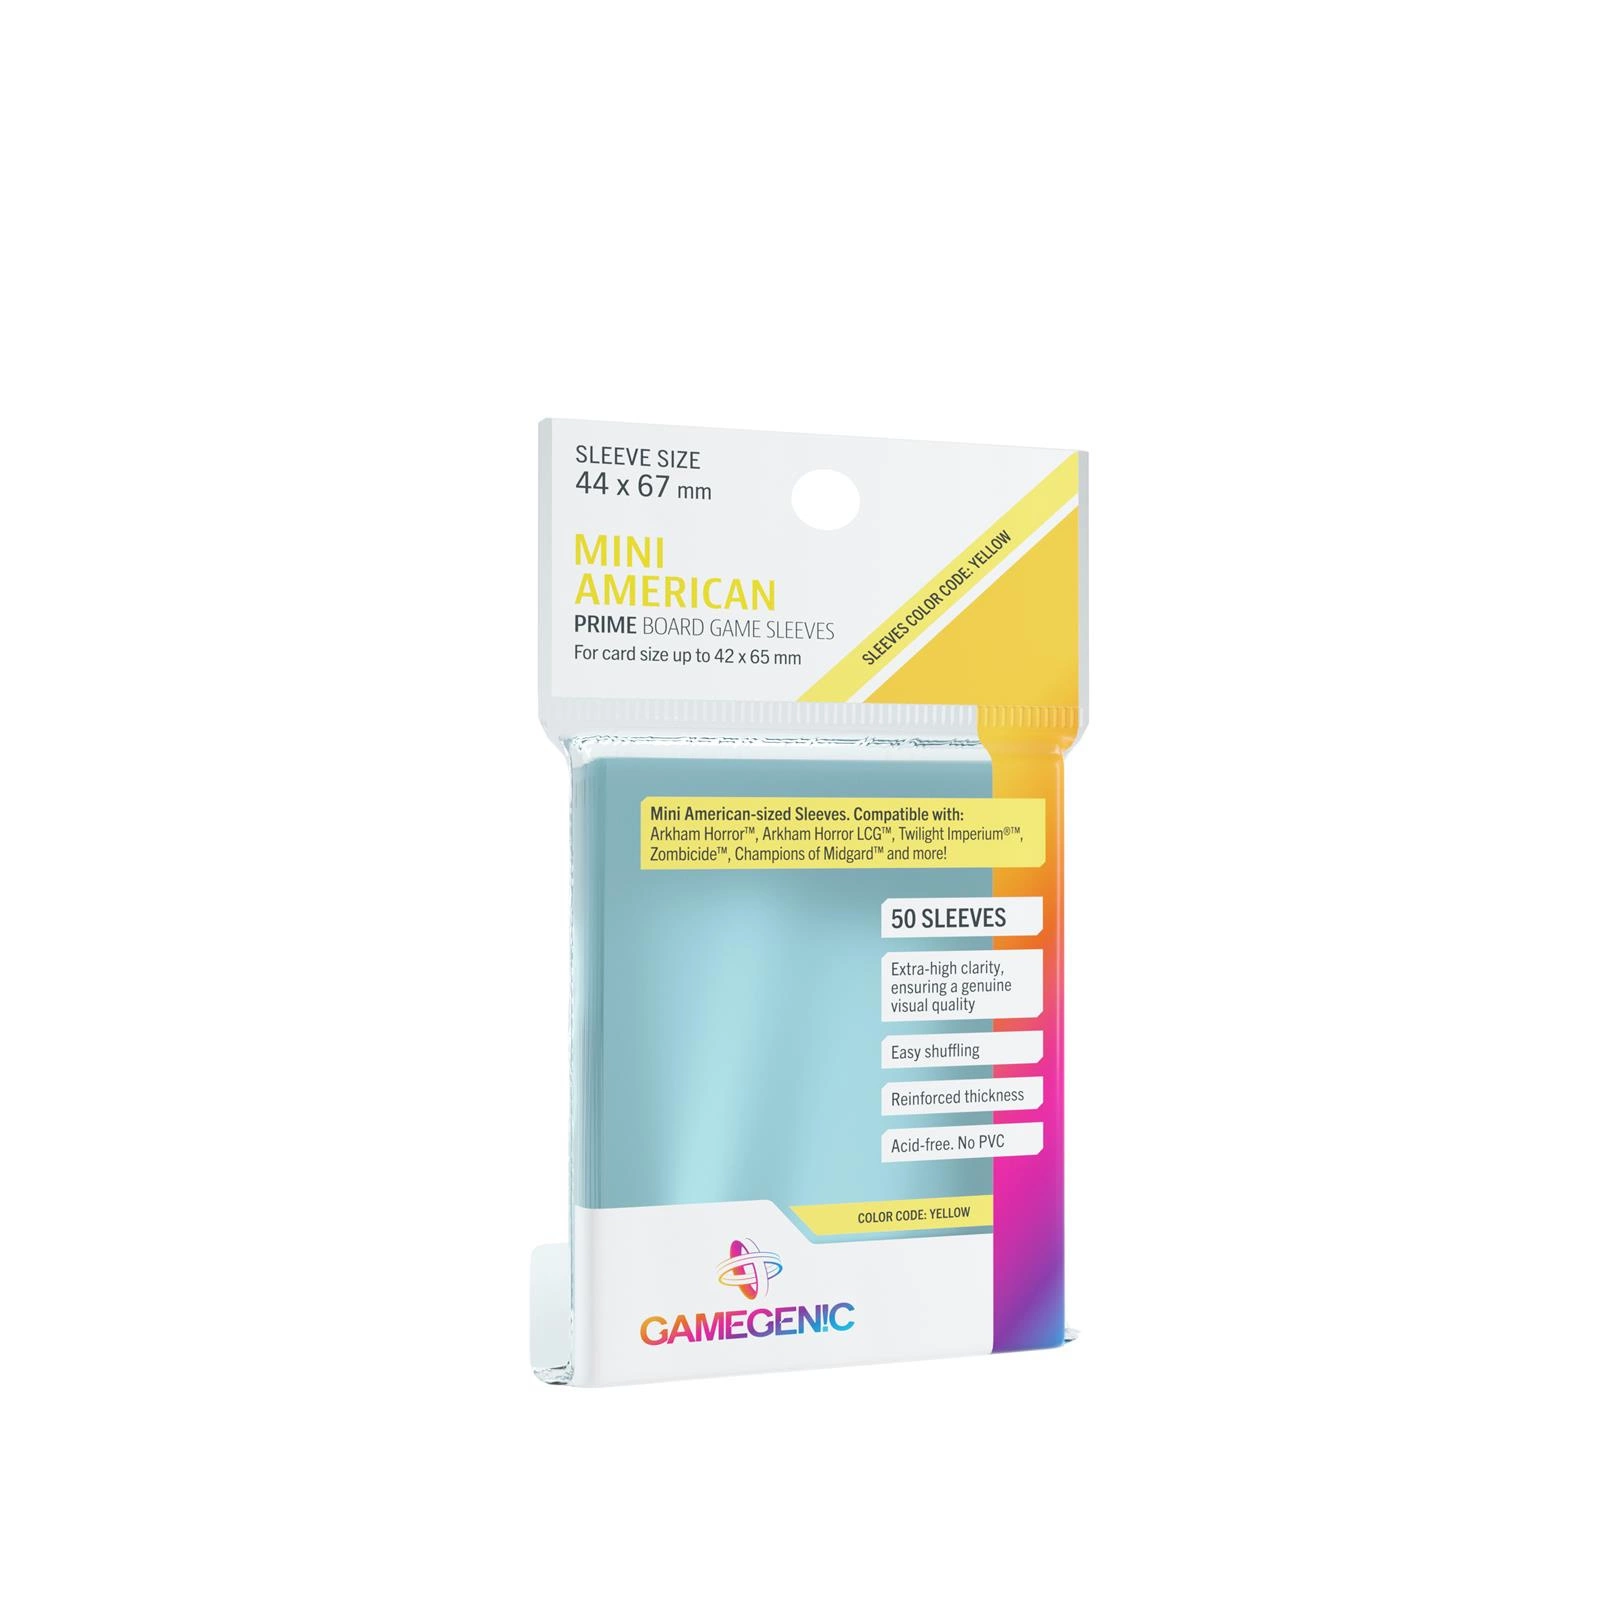 SLEEVE SIZE
44 x 67 mm
MINI
AMERICAN
PRIME BOARD GAME SLEEVES
For card size up to 42 x 65 mm
SLEEVES COLOR CODE: YELLOW
Mini American-sized Sleeves. Compatible with:
Arkham Horror™, Arkham Horror LCG™, Twilight Imperium®™,
Zombicide™, Champions of Midgard™ and more!
50 SLEEVES
Extra-high clarity,
ensuring a genuine
visual quality
Easy shuffling
Reinforced thickness
Acid-free. No PVC
COLOR CODE: YELLOW
GAMEGEN!C